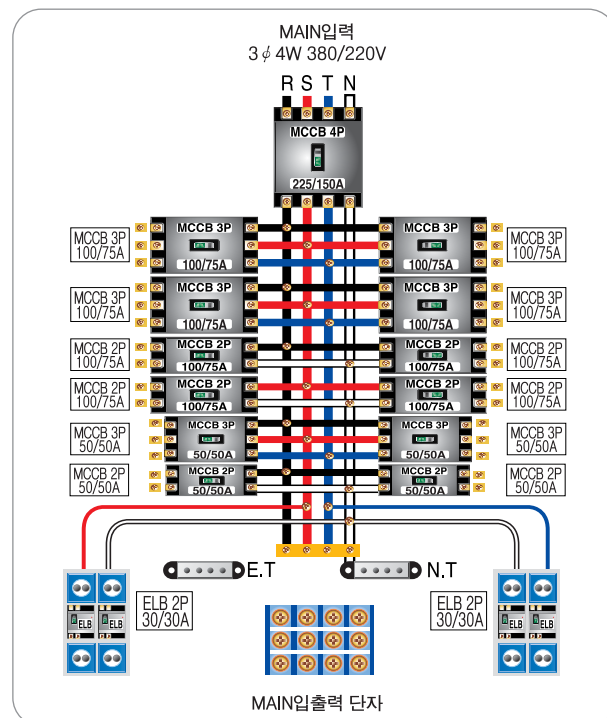 MAIN입력
3 ϕ 4W 380/220V
R S T N
MCCB 4P
225/150A
MCCB 3P
100/75A
MCCB 3P
100/75A
MCCB 3P
100/75A
MCCB 3P
100/75A
MCCB 3P
100/75A
MCCB 3P
100/75A
MCCB 3P
100/75A
MCCB 3P
100/75A
MCCB 2P
100/75A
MCCB 2P
100/75A
MCCB 2P
100/75A
MCCB 2P
100/75A
MCCB 2P
100/75A
MCCB 2P
100/75A
MCCB 2P
100/75A
MCCB 2P
100/75A
MCCB 3P
50/50A
MCCB 3P
50/50A
MCCB 3P
50/50A
MCCB 3P
50/50A
MCCB 2P
50/50A
MCCB 2P
50/50A
MCCB 2P
50/50A
MCCB 2P
50/50A
E.T
N.T
ELB
ELB
ELB 2P
30/30A
ELB 2P
30/30A
ELB
ELB
MAIN입출력 단자